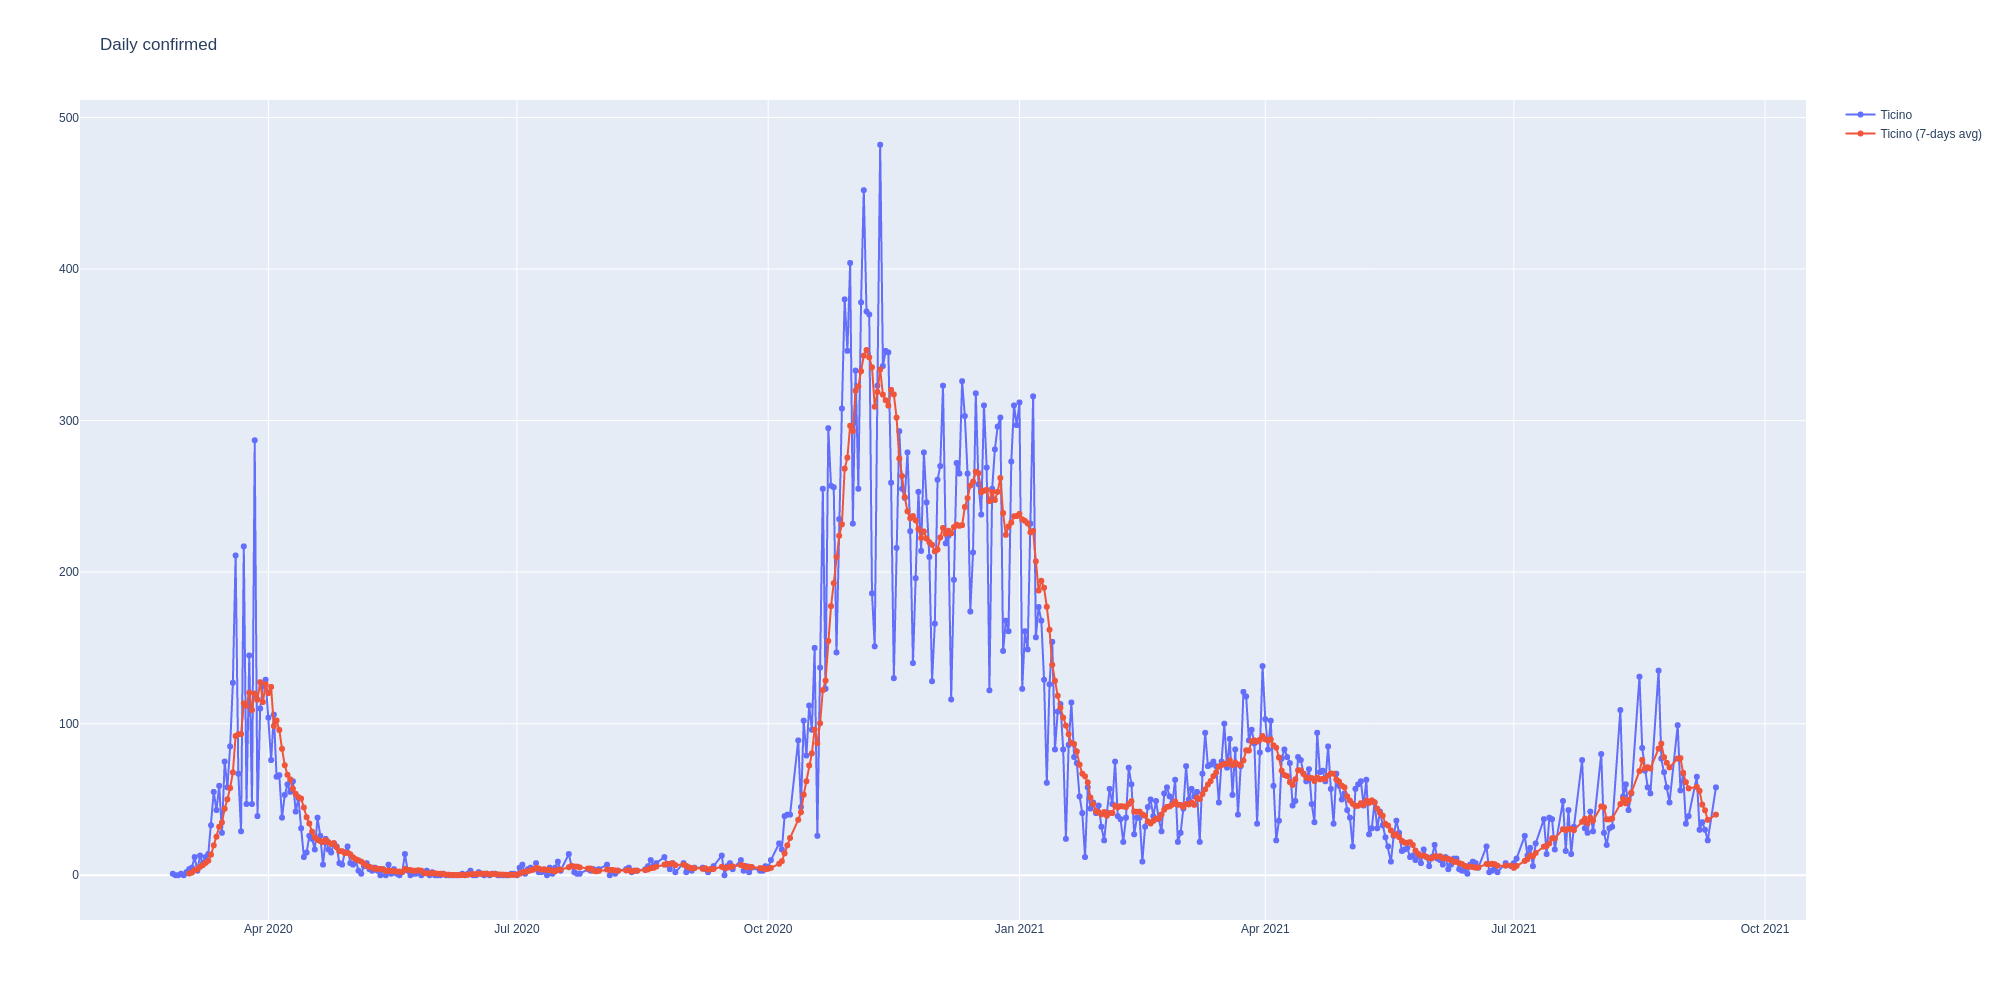 Daily confirmed
Ticino
Ticino (7-days avg)
500
400
300
200
100
0
Apr 2020
Jul 2020
Oct 2020
Jan 2021
Apr 2021
Jul 2021
Oct 2021